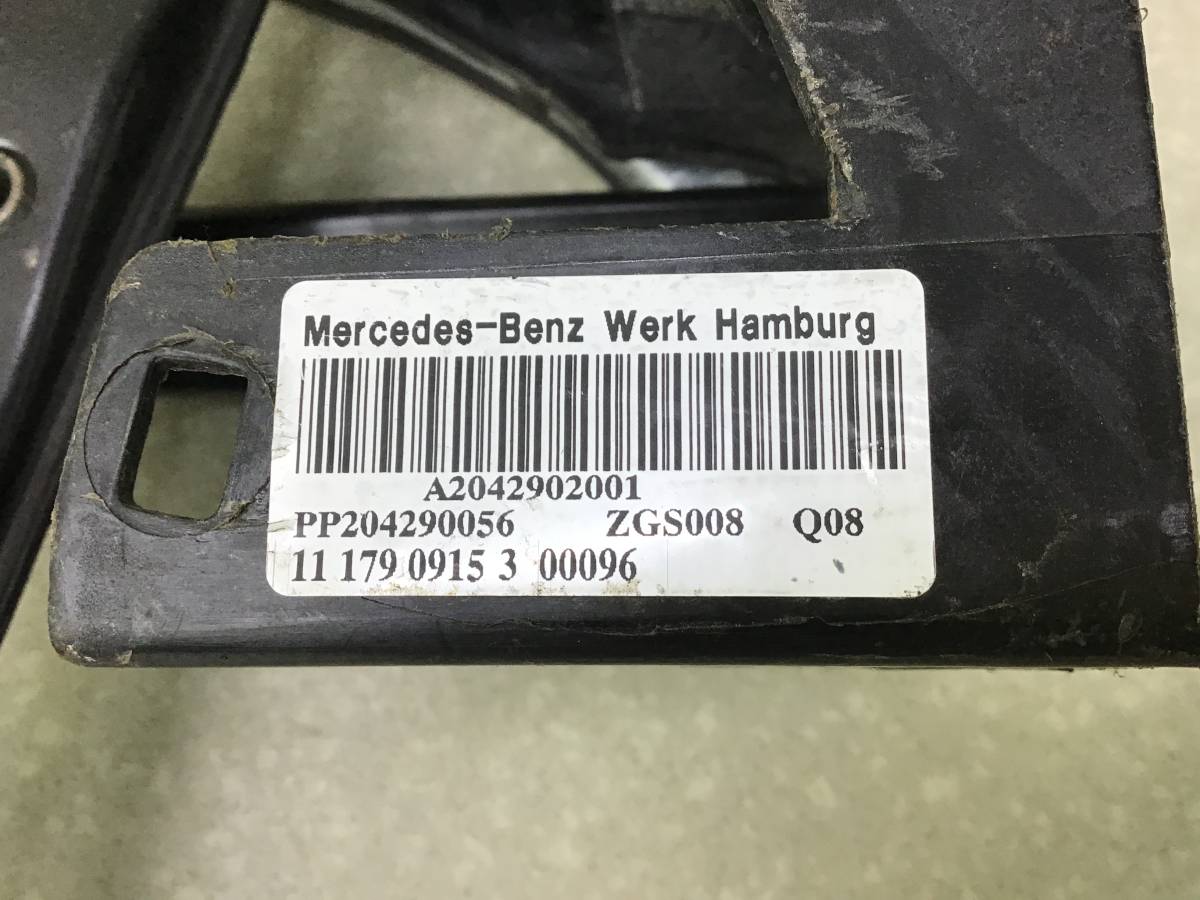 Mercedes-Benz Werk Hamburg
A2042902001
PP204290056 ZGS008 Q08
11 179 0915 3 00096